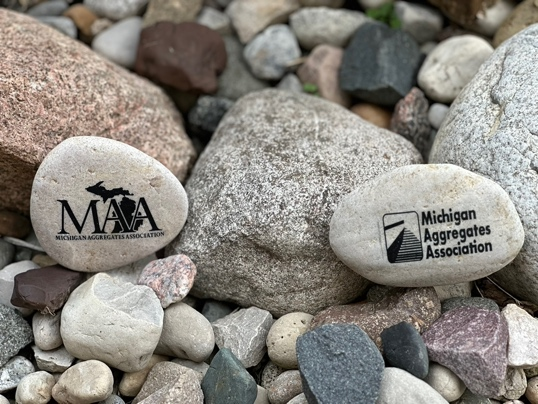 MAA
MICHIGAN AGGREGATES ASSOCIATION
Michigan
Aggregates
Association